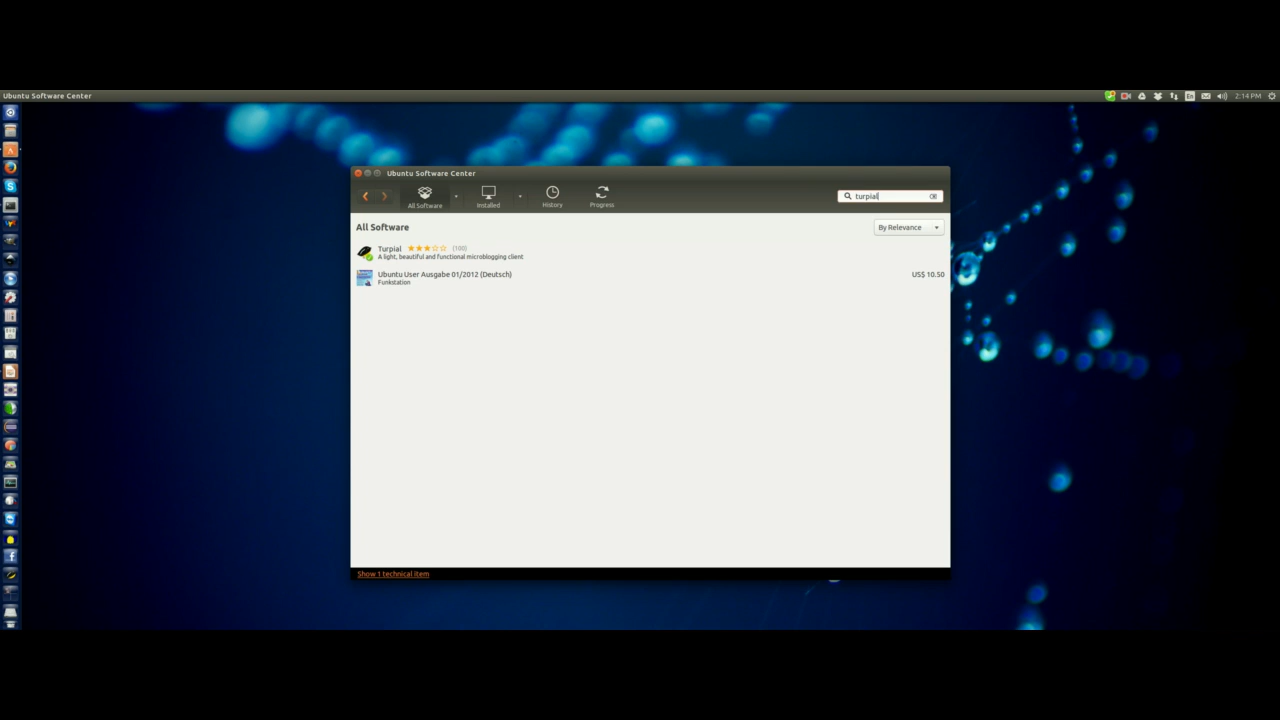 Ubuntu Software Center
En
2:14 PM
Ubuntu Software Center
All Software
Installed
History
Progress
turpial
All Software
By Relevance
Turpial (100)
A light, beautiful and functional microblogging client
Ubuntu User Ausgabe 01/2012 (Deutsch) US$ 10.50
Funkstation
Show 1 technical item